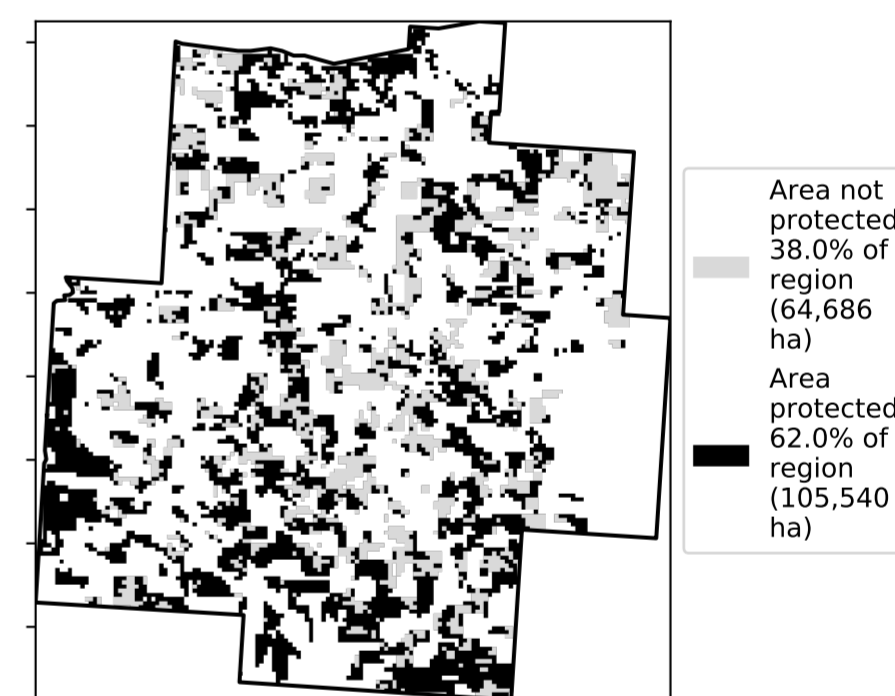 Area not
protected
38.0% of
region
(64,686
ha)
Area
protected
62.0% of
region
(105,540
ha)